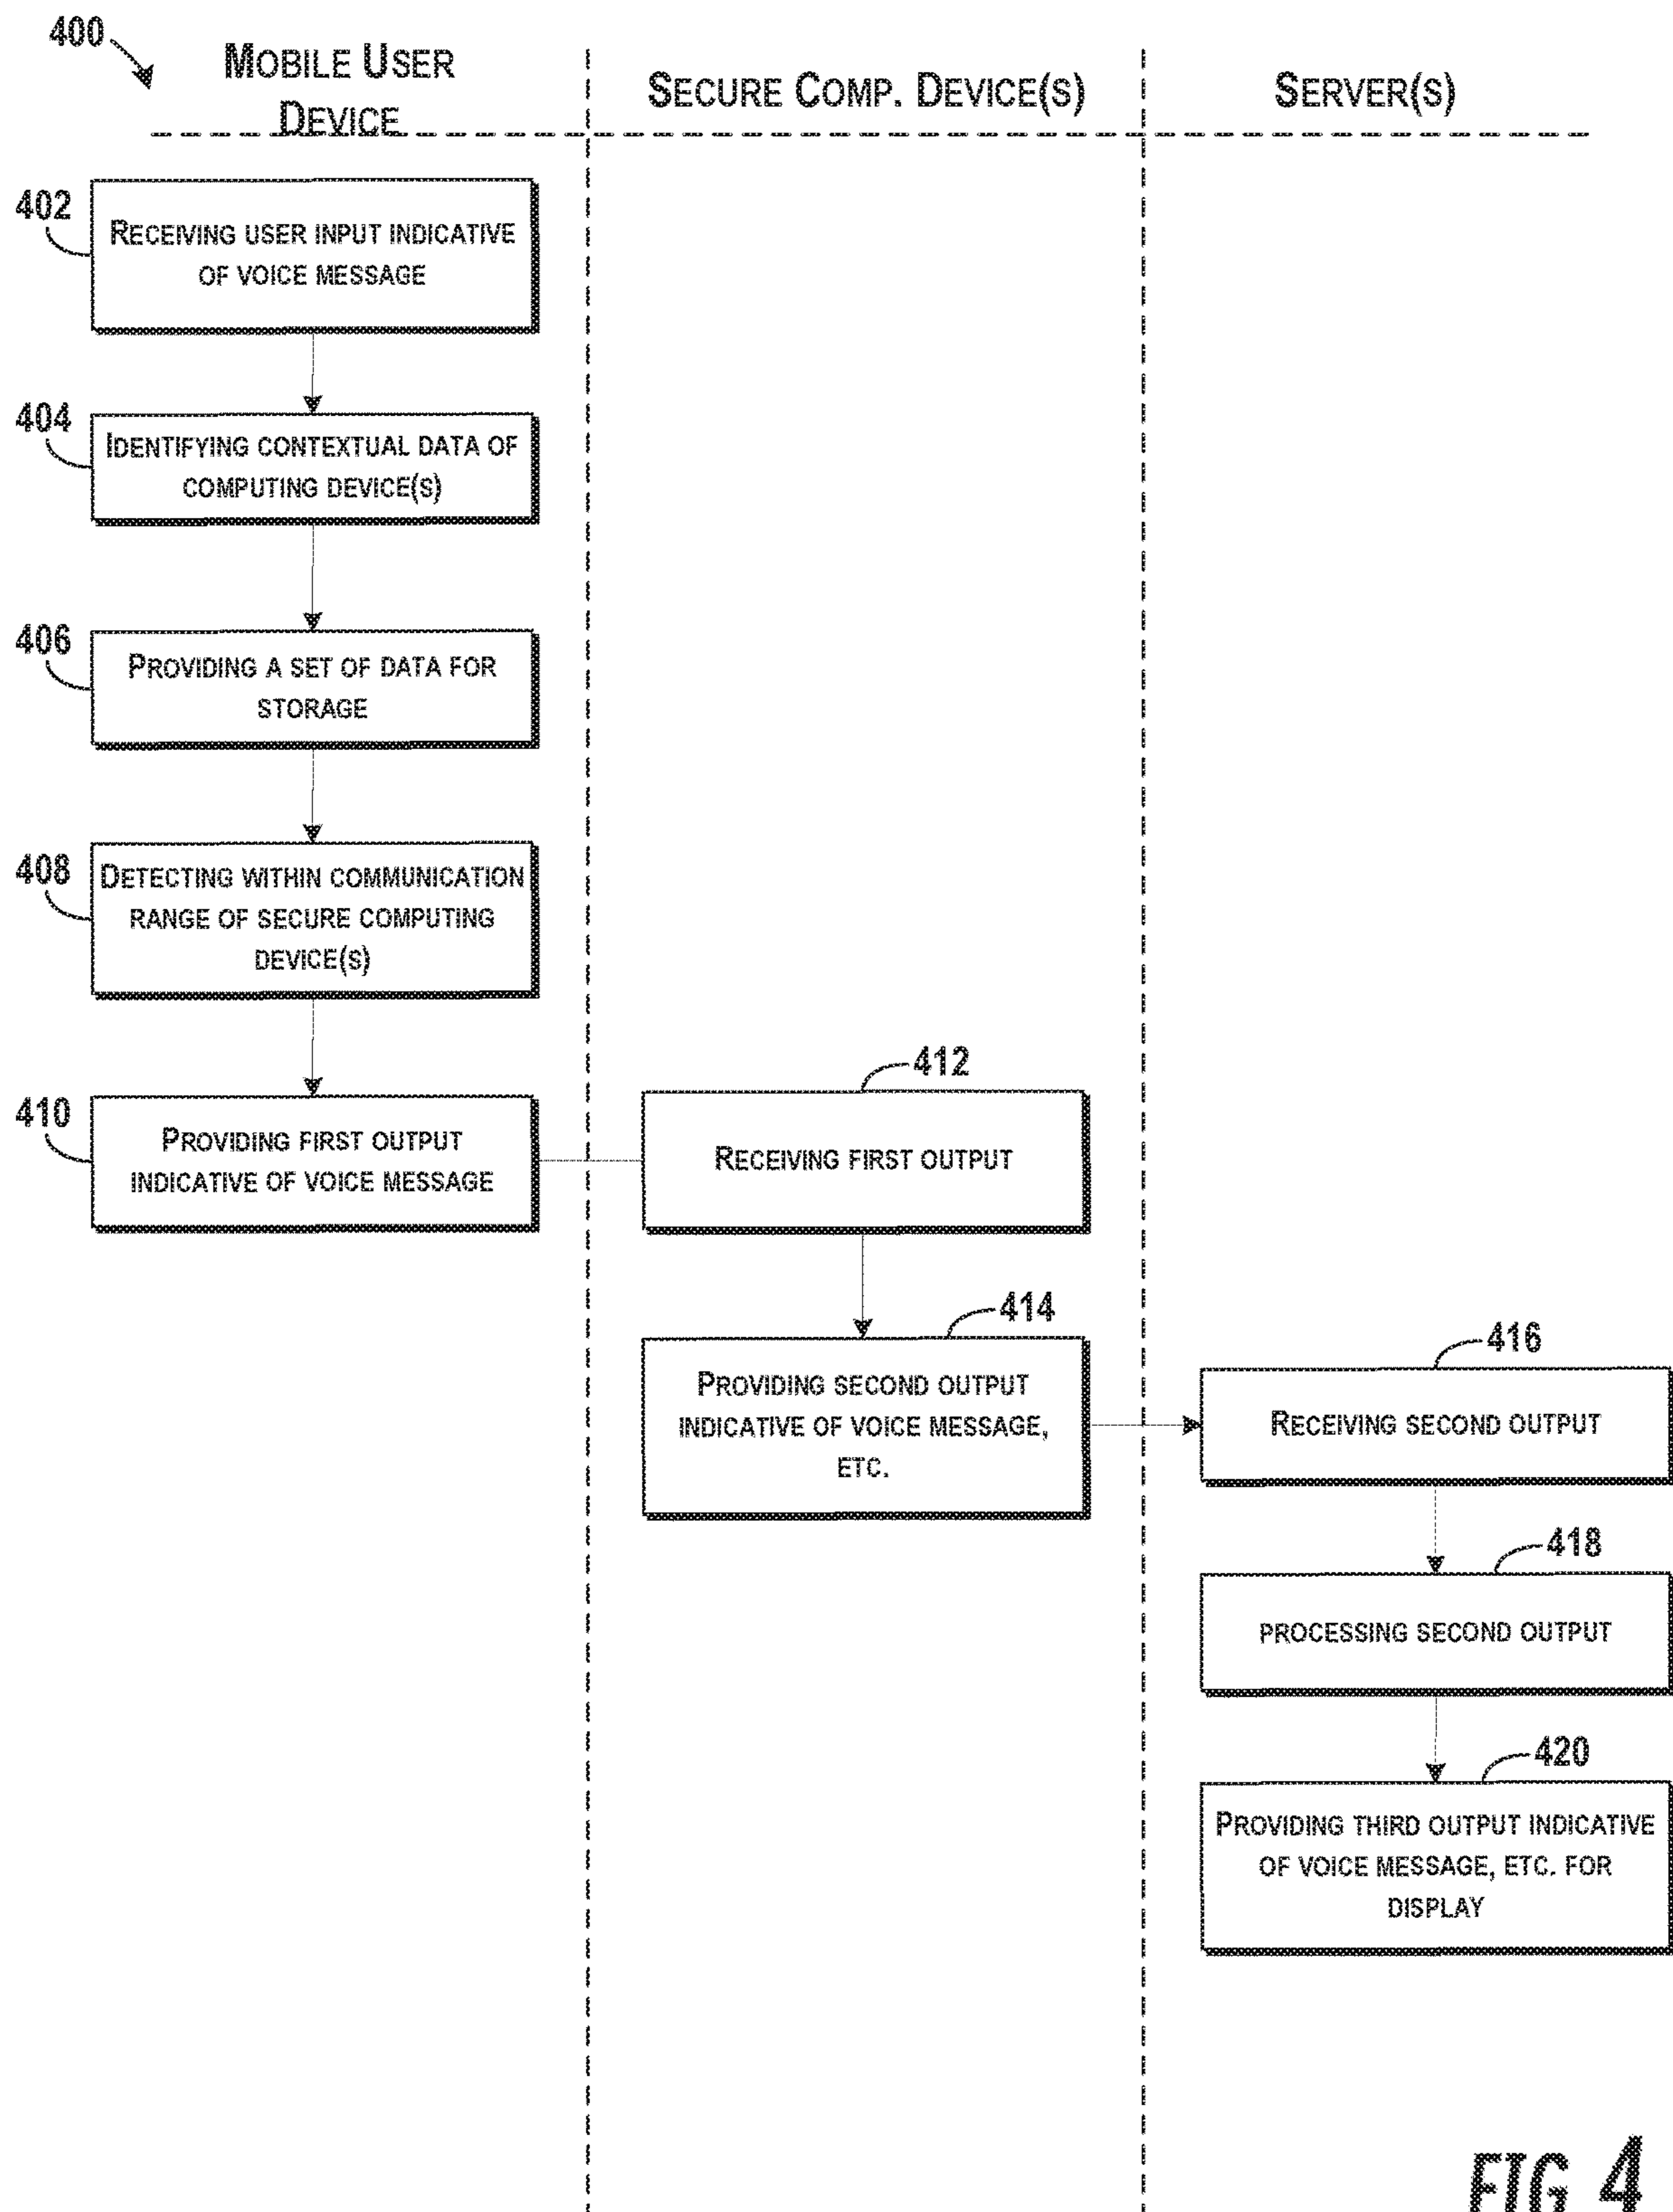 400
MOBILE USER
DEVICE
SECURE COMP. DEVICE(S)
SERVER(S)
402
RECEIVING USER INPUT INDICATIVE
OF VOICE MESSAGE
404
IDENTIFYING CONTEXTUAL DATA OF
COMPUTING DEVICE(S)
406
PROVIDING A SET OF DATA FOR
STORAGE
408
DETECTING WITHIN COMMUNICATION
RANGE OF SECURE COMPUTING
DEVICE(S)
410
PROVIDING FIRST OUTPUT
INDICATIVE OF VOICE MESSAGE
412
RECEIVING FIRST OUTPUT
414
PROVIDING SECOND OUTPUT
INDICATIVE OF VOICE MESSAGE,
ETC.
416
RECEIVING SECOND OUTPUT
418
PROCESSING SECOND OUTPUT
420
PROVIDING THIRD OUTPUT INDICATIVE
OF VOICE MESSAGE, ETC. FOR
DISPLAY
FIG. 4